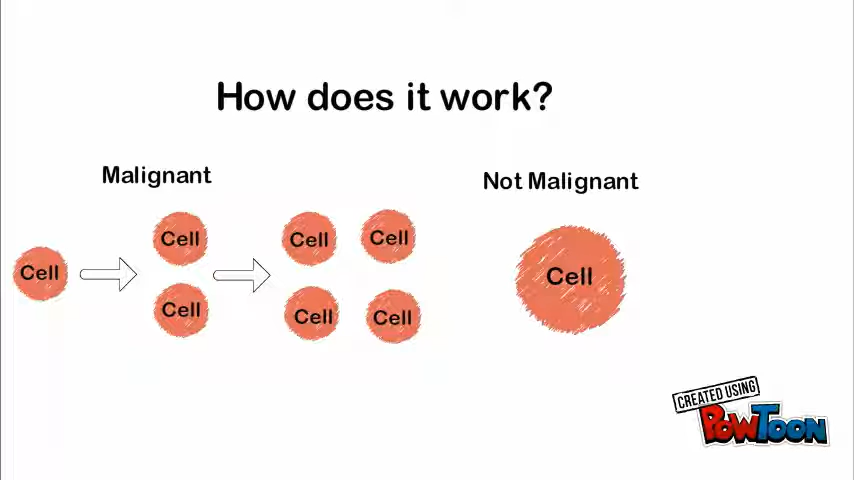 How does it work?
Malignant
Not Malignant
Cell
Cell
Cell
Cell
Cell
Cell
Cell
Cell
CREATED USING
POWTOON